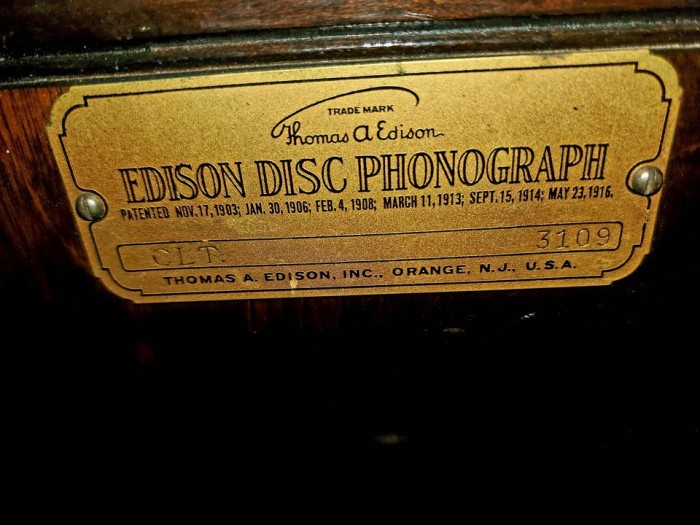 TRADE MARK
Thomas A Edison
EDISON DISC PHONOGRAPH
PATENTED NOV. 17, 1903; JAN. 30, 1906; FEB. 4, 1908; MARCH 11, 1913; SEPT. 15, 1914; MAY 23, 1916.
CLT. 3109
THOMAS A. EDISON, INC., ORANGE, N.J., U.S.A.